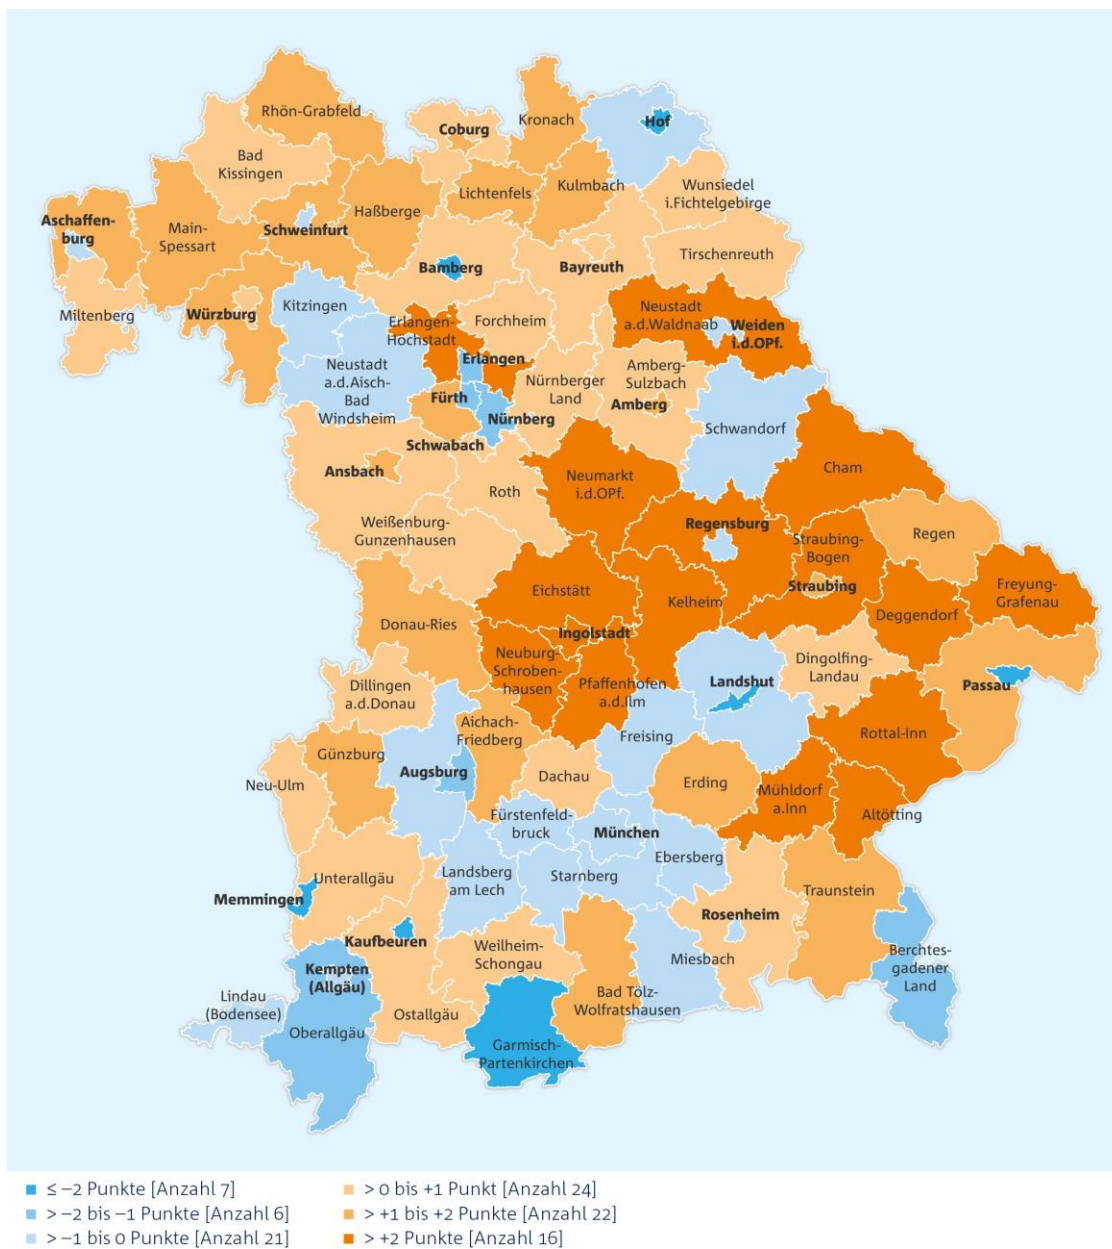 Rhön-Grabfeld
Coburg
Kronach
Hof
Bad
Kissingen
Lichtenfels
Kulmbach
Wunsiedel
i.Fichtelgebirge
Aschaffen-
burg
Main-
Spessart
Schweinfurt
Haßberge
Bamberg
Bayreuth
Tirschenreuth
Miltenberg
Würzburg
Kitzingen
Erlangen-
Höchstadt
Forchheim
Neustadt
a.d.Waldnaab
Weiden
i.d.OPf.
Neustadt
a.d.Aisch-
Bad
Windsheim
Erlangen
Fürth
Nürnberg
Nürnberger
Land
Amberg-
Sulzbach
Amberg
Schwandorf
Schwabach
Ansbach
Roth
Neumarkt
i.d.OPf.
Cham
Weißenburg-
Gunzenhausen
Regensburg
Straubing-
Bogen
Regen
Eichstätt
Kelheim
Straubing
Deggendorf
Freyung-
Grafenau
Donau-Ries
Ingolstadt
Neuburg-
Schroben-
hausen
Pfaffenhofen
a.d.Ilm
Landshut
Dingolfing-
Landau
Passau
Dillingen
a.d.Donau
Aichach-
Friedberg
Freising
Rottal-Inn
Günzburg
Augsburg
Neu-Ulm
Dachau
Erding
Mühldorf
a.Inn
Altötting
Fürstenfeld-
bruck
München
Ebersberg
Unterallgäu
Landsberg
am Lech
Starnberg
Traunstein
Memmingen
Kaufbeuren
Weilheim-
Schongau
Rosenheim
Miesbach
Berchtes-
gadener
Land
Kempten
(Allgäu)
Lindau
(Bodensee)
Oberallgäu
Ostallgäu
Bad Tölz-
Wolfratshausen
Garmisch-
Partenkirchen
≤ –2 Punkte [Anzahl 7]
> –2 bis –1 Punkte [Anzahl 6]
> –1 bis 0 Punkte [Anzahl 21]
> 0 bis +1 Punkt [Anzahl 24]
> +1 bis +2 Punkte [Anzahl 22]
> +2 Punkte [Anzahl 16]